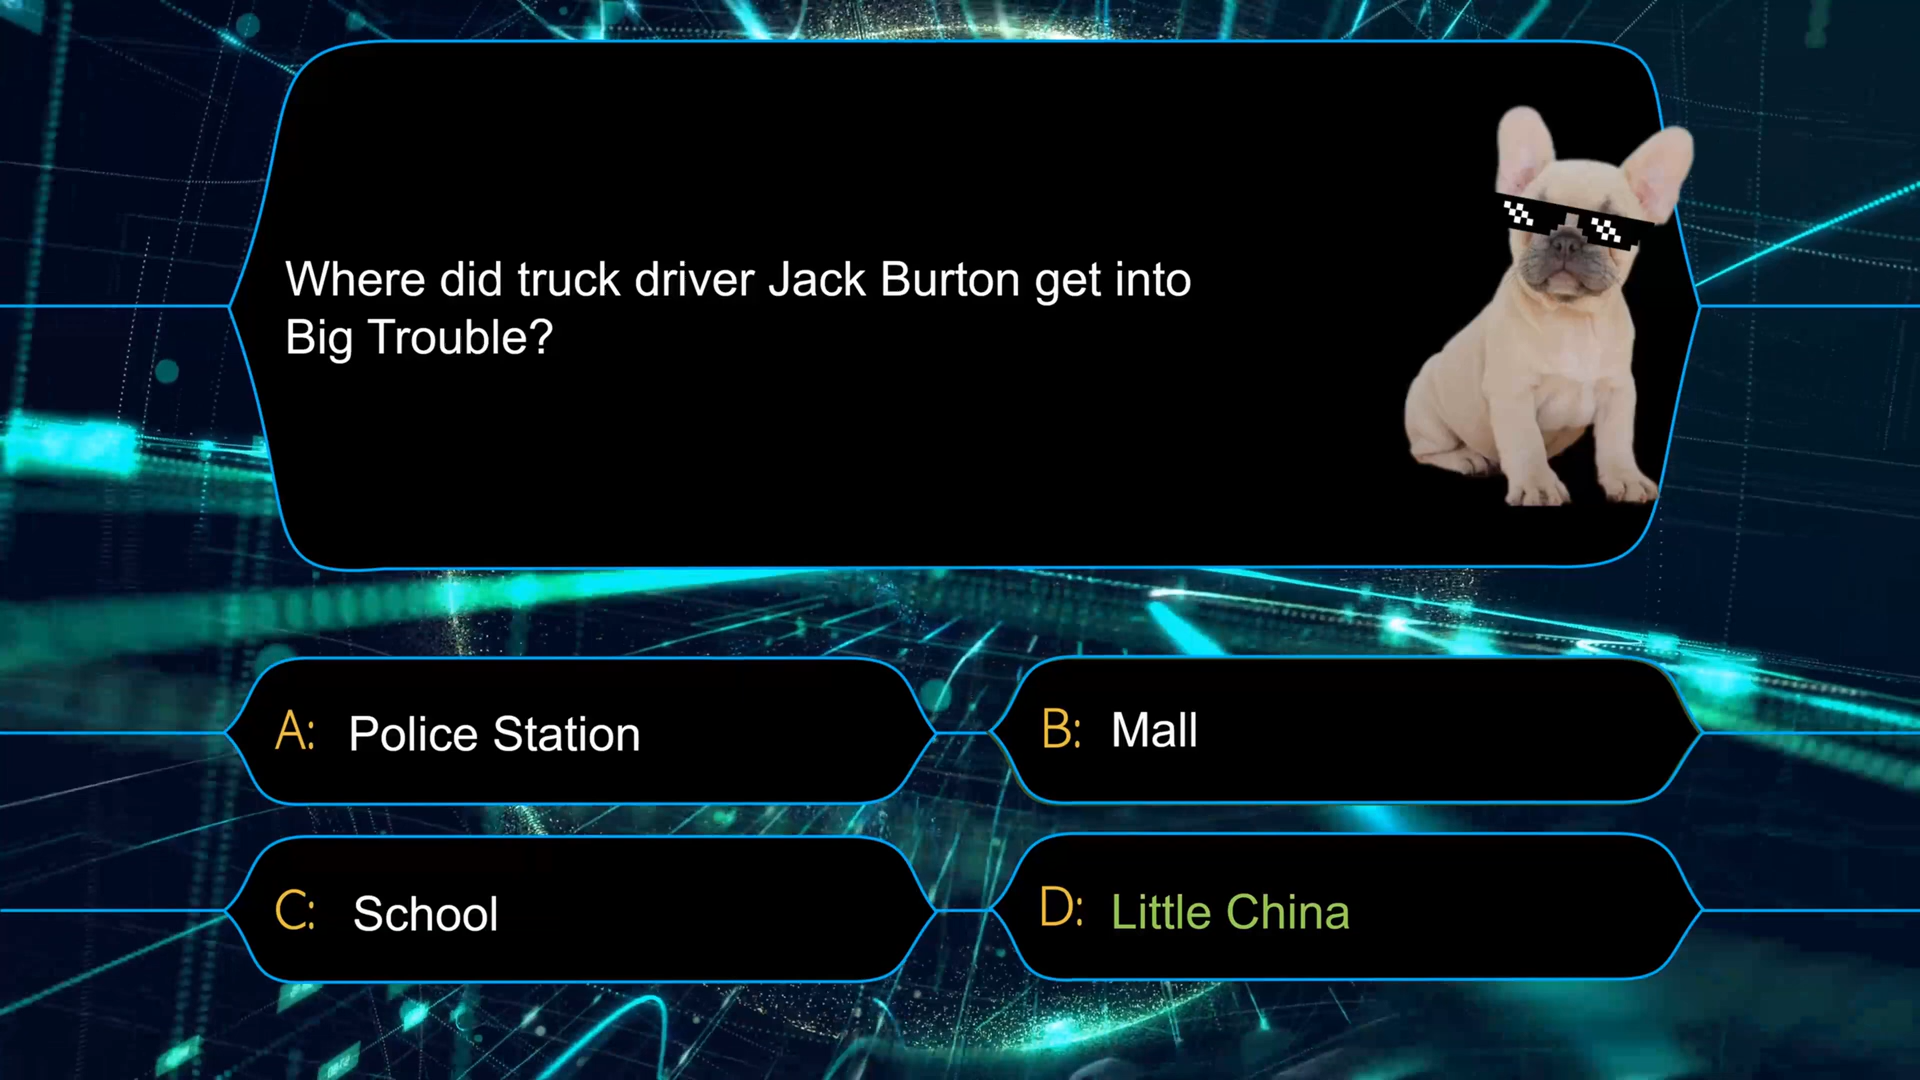 Where did truck driver Jack Burton get into
Big Trouble?
A: Police Station
B: Mall
C: School
D: Little China